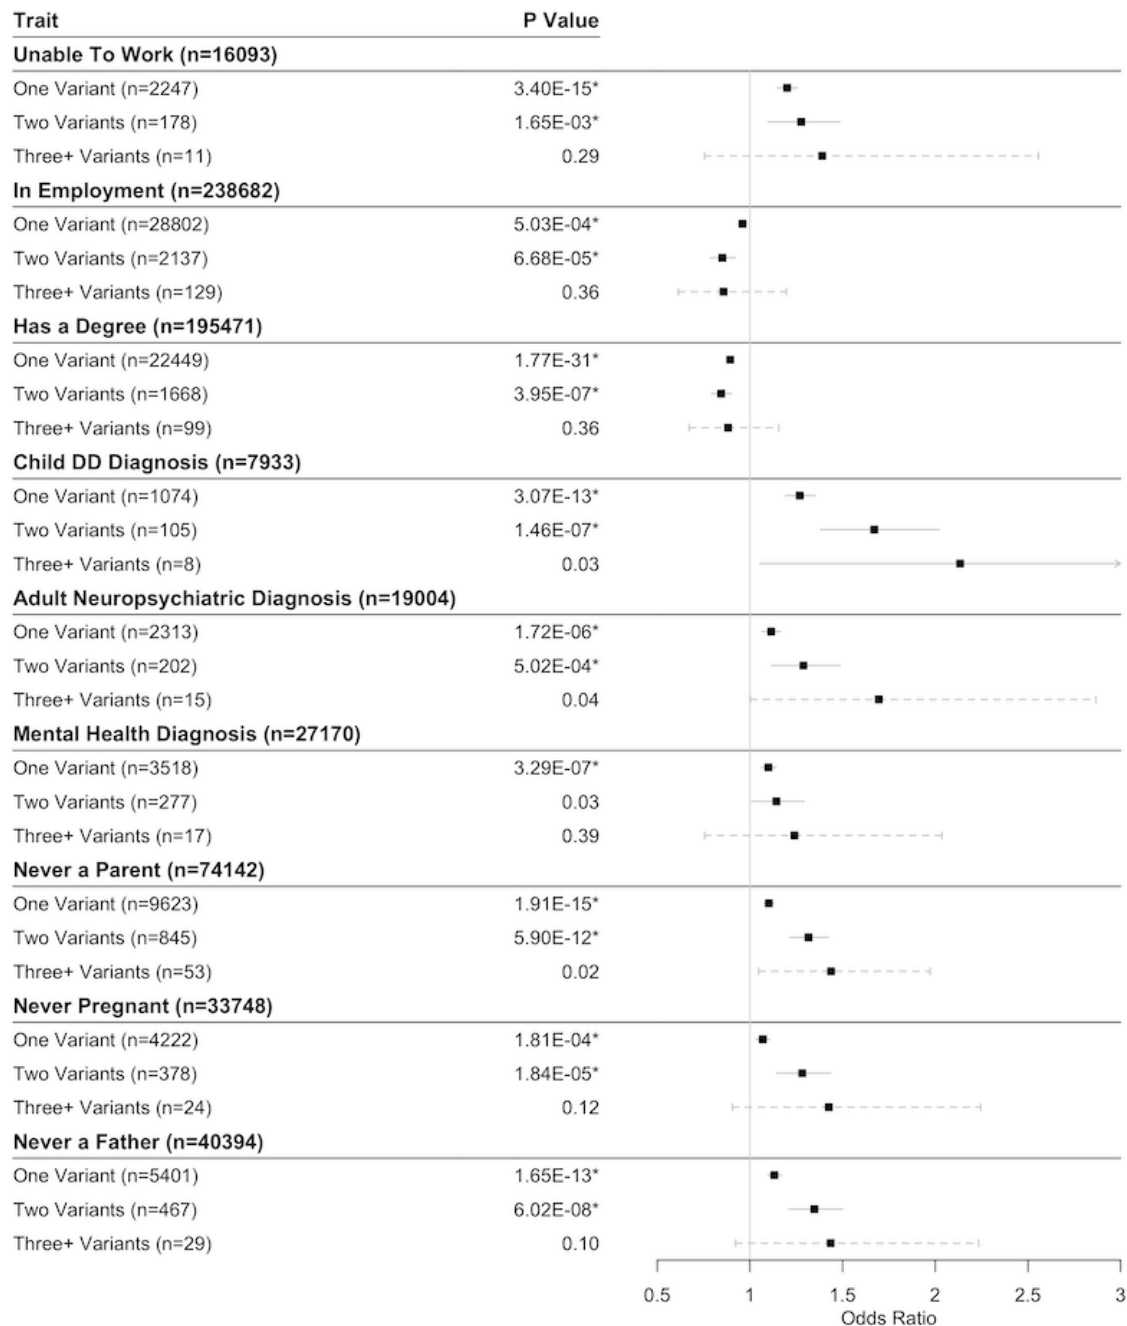 Trait P Value
Unable To Work (n=16093)
One Variant (n=2247) 3.40E-15*
Two Variants (n=178) 1.65E-03*
Three+ Variants (n=11) 0.29
In Employment (n=238682)
One Variant (n=28802) 5.03E-04*
Two Variants (n=2137) 6.68E-05*
Three+ Variants (n=129) 0.36
Has a Degree (n=195471)
One Variant (n=22449) 1.77E-31*
Two Variants (n=1668) 3.95E-07*
Three+ Variants (n=99) 0.36
Child DD Diagnosis (n=7933)
One Variant (n=1074) 3.07E-13*
Two Variants (n=105) 1.46E-07*
Three+ Variants (n=8) 0.03
Adult Neuropsychiatric Diagnosis (n=19004)
One Variant (n=2313) 1.72E-06*
Two Variants (n=202) 5.02E-04*
Three+ Variants (n=15) 0.04
Mental Health Diagnosis (n=27170)
One Variant (n=3518) 3.29E-07*
Two Variants (n=277) 0.03
Three+ Variants (n=17) 0.39
Never a Parent (n=74142)
One Variant (n=9623) 1.91E-15*
Two Variants (n=845) 5.90E-12*
Three+ Variants (n=53) 0.02
Never Pregnant (n=33748)
One Variant (n=4222) 1.81E-04*
Two Variants (n=378) 1.84E-05*
Three+ Variants (n=24) 0.12
Never a Father (n=40394)
One Variant (n=5401) 1.65E-13*
Two Variants (n=467) 6.02E-08*
Three+ Variants (n=29) 0.10
0.5 1 1.5 2 2.5 3
Odds Ratio